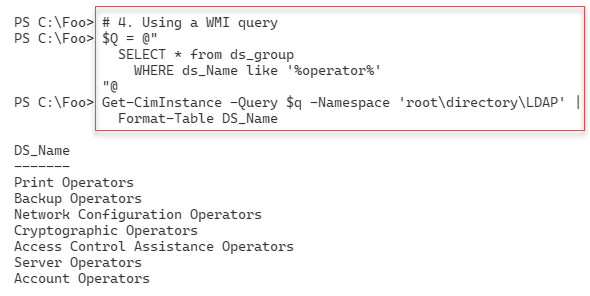 PS C:\Foo> # 4. Using a WMI query
PS C:\Foo> $Q = @"
  SELECT * from ds_group
    WHERE ds_Name like '%operator%'
"@
PS C:\Foo> Get-CimInstance -Query $q -Namespace 'root\directory\LDAP' |
  Format-Table DS_Name

DS_Name
-------
Print Operators
Backup Operators
Network Configuration Operators
Cryptographic Operators
Access Control Assistance Operators
Server Operators
Account Operators